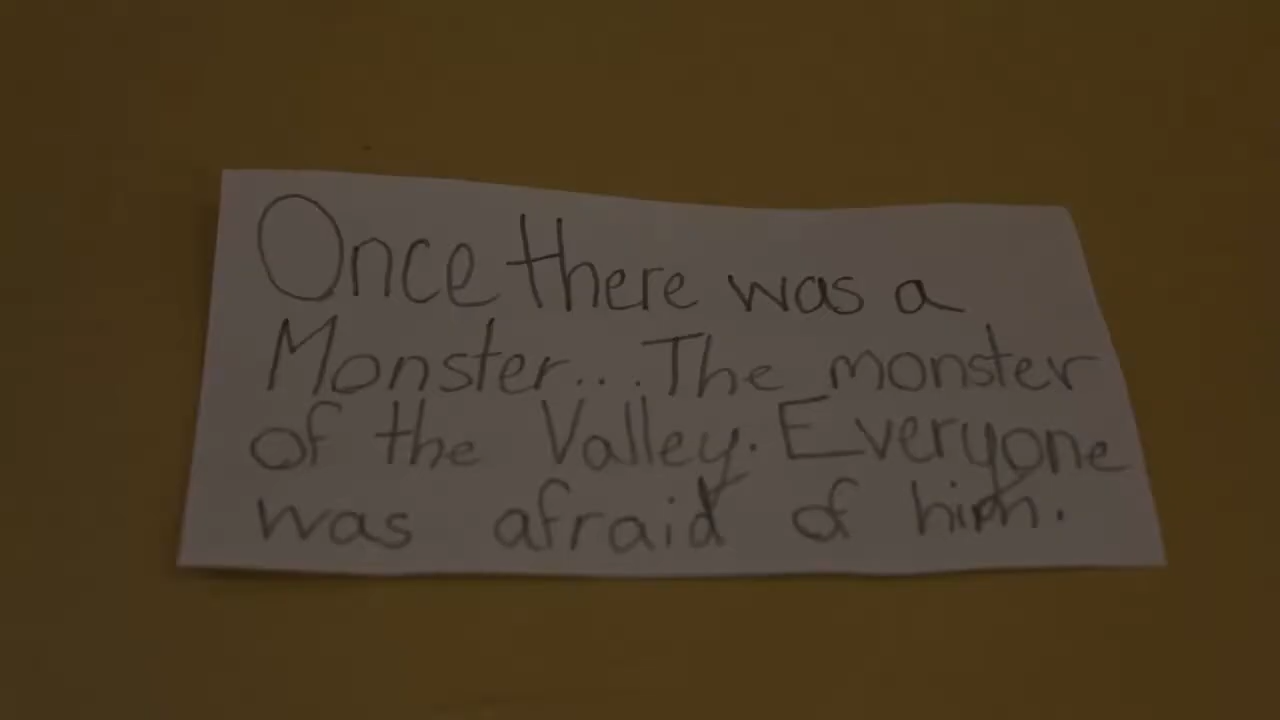 Once there was a
Monster...The monster
of the Valley. Everyone
was afraid of him.